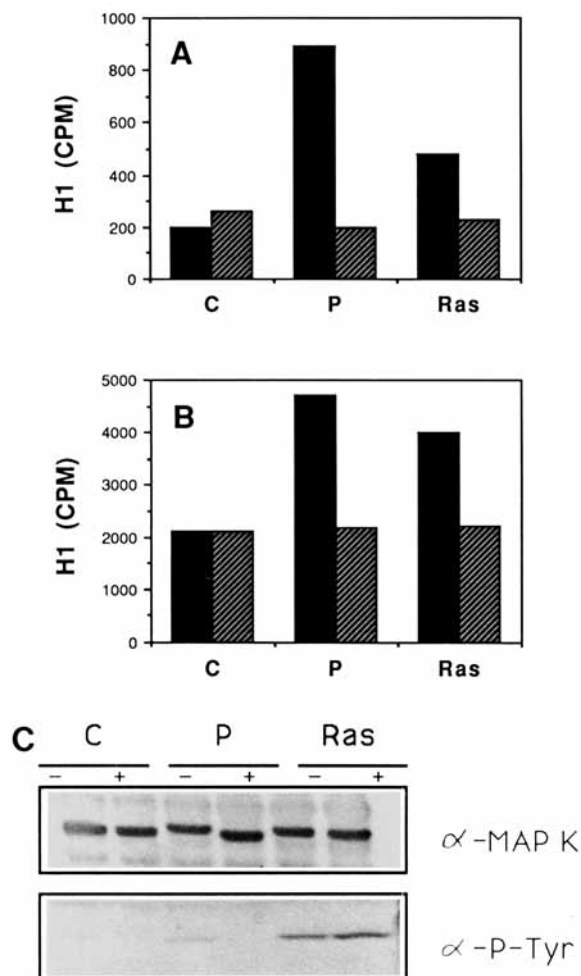 A
H1 (CPM)
1000
800
600
400
200
0
C P Ras
B
H1 (CPM)
5000
4000
3000
2000
1000
0
C P Ras
C
C P Ras
– + – + – +
α-MAP K
α-P-Tyr